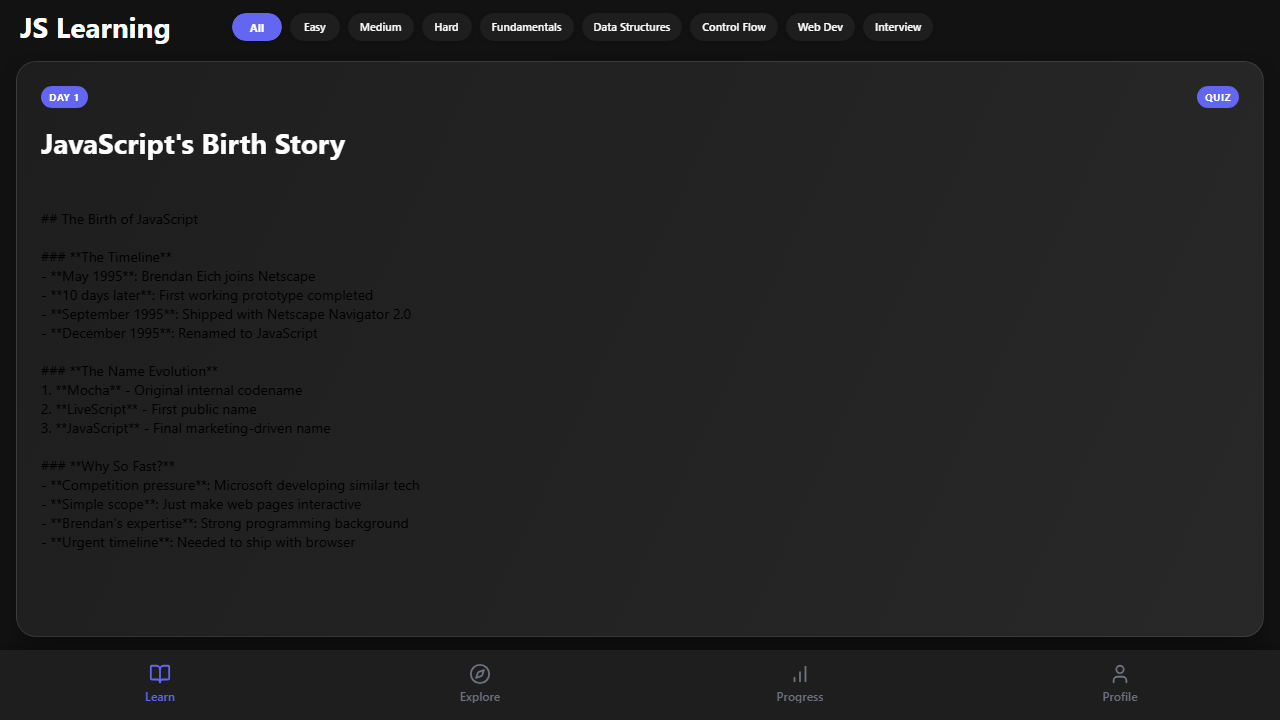 JS Learning
All
Easy
Medium
Hard
Fundamentals
Data Structures
Control Flow
Web Dev
Interview
DAY 1
QUIZ
JavaScript's Birth Story
## The Birth of JavaScript
### **The Timeline**
- **May 1995**: Brendan Eich joins Netscape
- **10 days later**: First working prototype completed
- **September 1995**: Shipped with Netscape Navigator 2.0
- **December 1995**: Renamed to JavaScript
### **The Name Evolution**
1. **Mocha** - Original internal codename
2. **LiveScript** - First public name
3. **JavaScript** - Final marketing-driven name
### **Why So Fast?**
- **Competition pressure**: Microsoft developing similar tech
- **Simple scope**: Just make web pages interactive
- **Brendan's expertise**: Strong programming background
- **Urgent timeline**: Needed to ship with browser
Learn
Explore
Progress
Profile